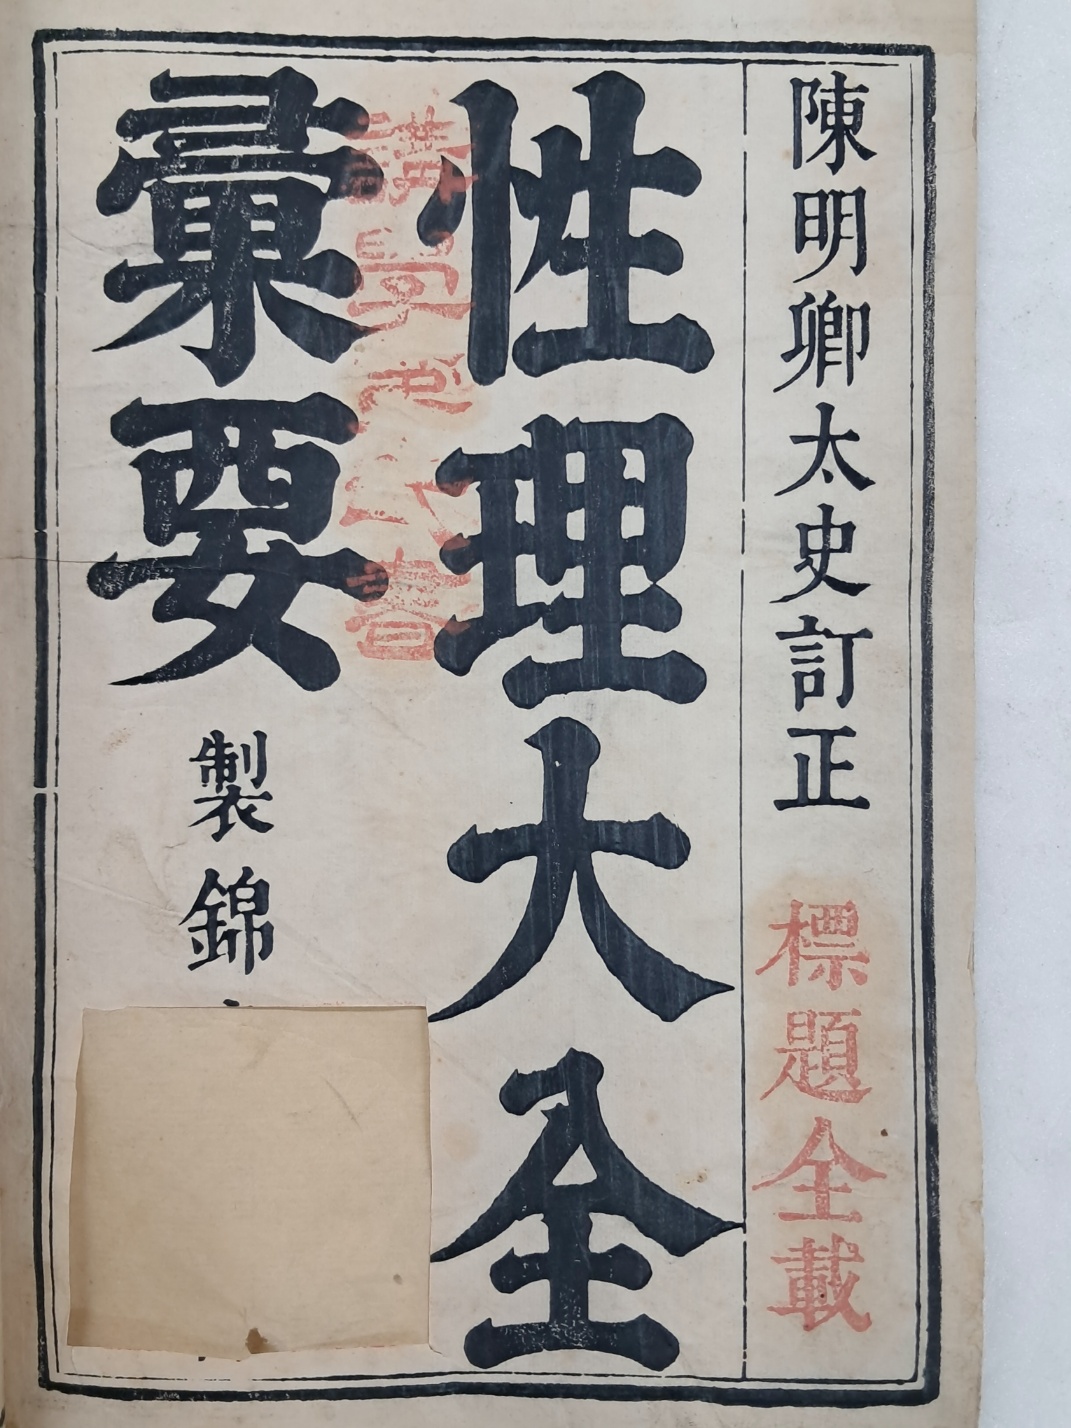 陳明卿太史訂正
標題全載
性理大全
彙要
製錦